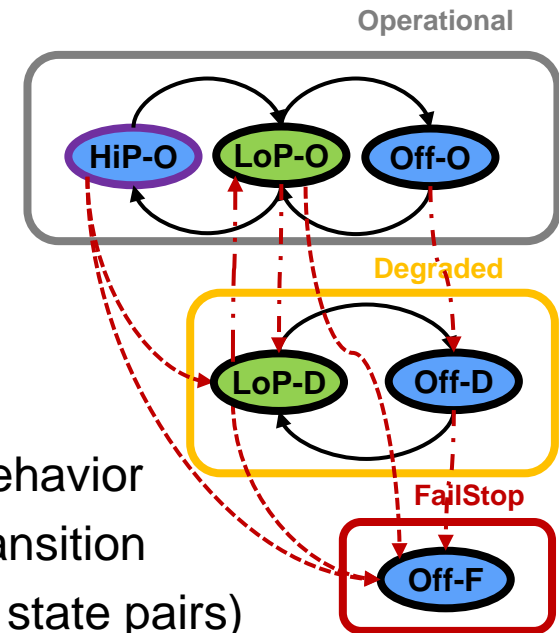 Operational
HiP-O LoP-O Off-O
Degraded
LoP-D Off-D
ehavior
FailStop
ansition
Off-F
state pairs)